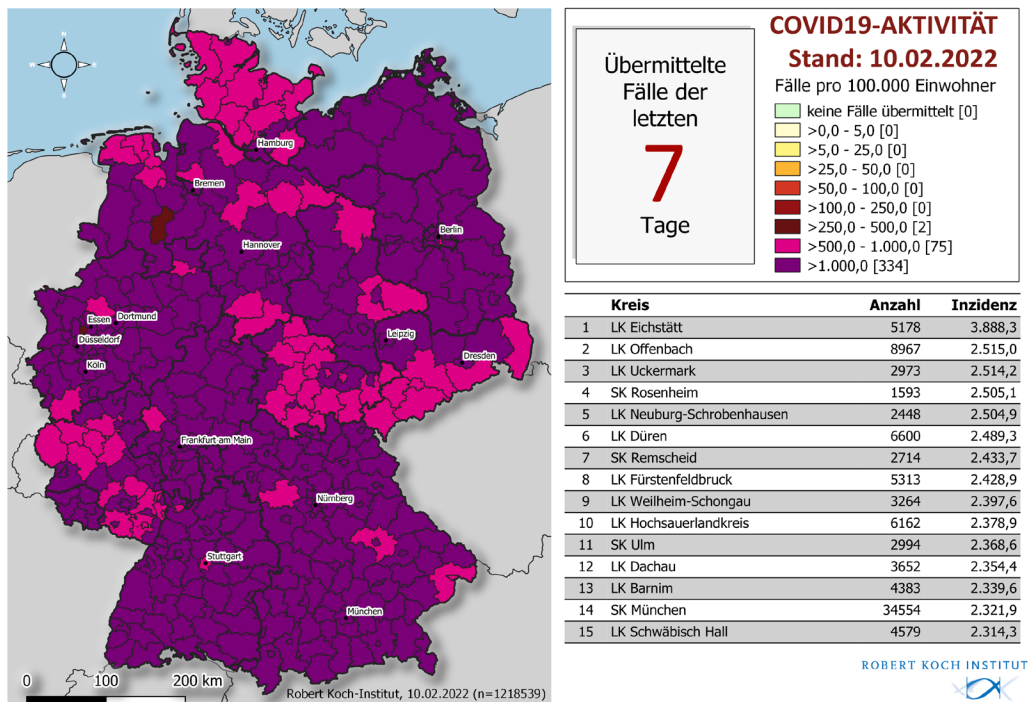 N
W
E
S
Hamburg
Bremen
Berlin
Hannover
Essen
Dortmund
Düsseldorf
Leipzig
Dresden
Köln
Frankfurt am Main
Nürnberg
Stuttgart
München
0 100 200 km
Robert Koch-Institut, 10.02.2022 (n=1218539)
Übermittelte
Fälle der
letzten
7
Tage
COVID19-AKTIVITÄT
Stand: 10.02.2022
Fälle pro 100.000 Einwohner
keine Fälle übermittelt [0]
>0,0 - 5,0 [0]
>5,0 - 25,0 [0]
>25,0 - 50,0 [0]
>50,0 - 100,0 [0]
>100,0 - 250,0 [0]
>250,0 - 500,0 [2]
>500,0 - 1.000,0 [75]
>1.000,0 [334]
Kreis Anzahl Inzidenz
1 LK Eichstätt 5178 3.888,3
2 LK Offenbach 8967 2.515,0
3 LK Uckermark 2973 2.514,2
4 SK Rosenheim 1593 2.505,1
5 LK Neuburg-Schrobenhausen 2448 2.504,9
6 LK Düren 6600 2.489,3
7 SK Remscheid 2714 2.433,7
8 LK Fürstenfeldbruck 5313 2.428,9
9 LK Weilheim-Schongau 3264 2.397,6
10 LK Hochsauerlandkreis 6162 2.378,9
11 SK Ulm 2994 2.368,6
12 LK Dachau 3652 2.354,4
13 LK Barnim 4383 2.339,6
14 SK München 34554 2.321,9
15 LK Schwäbisch Hall 4579 2.314,3
ROBERT KOCH INSTITUT